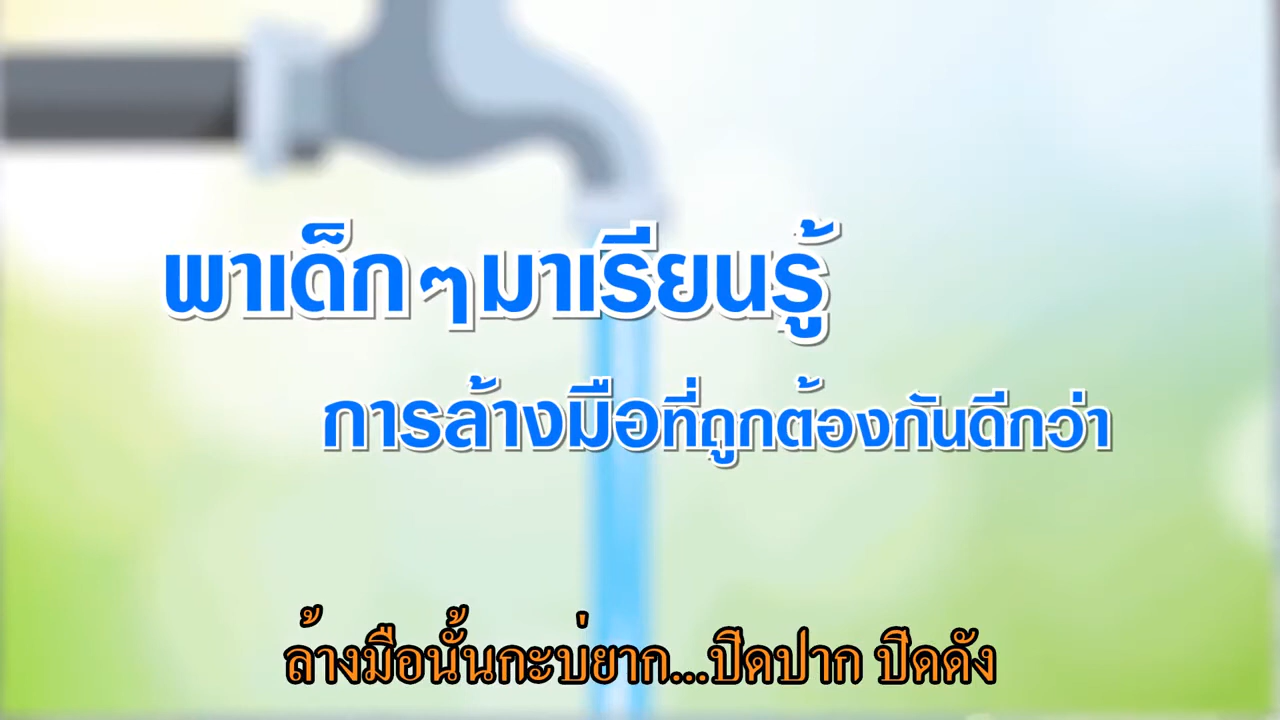 พาเด็กๆมาเรียนรู้
การล้างมือที่ถูกต้องกันดีกว่า
ล้างมือนั้นกะบ่ยาก...ปิดปาก ปิดดัง